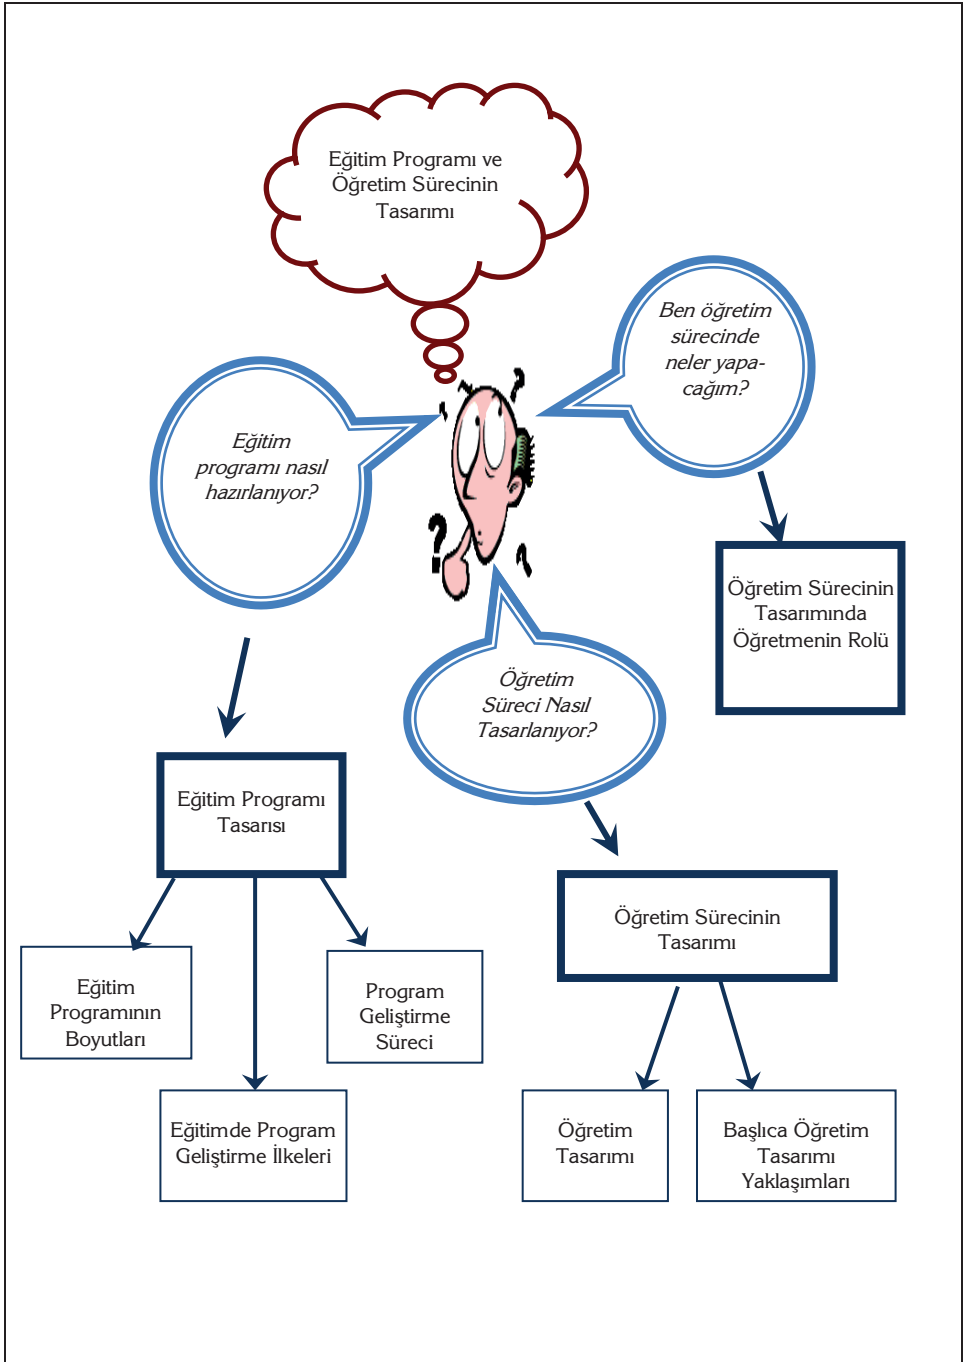 Eğitim Programı ve
Öğretim Sürecinin
Tasarımı
Ben öğretim
sürecinde
neler yapa-
cağım?
Eğitim
programı nasıl
hazırlanıyor?
?
Öğretim Sürecinin
Tasarımında
Öğretmenin Rolü
Öğretim
Süreci Nasıl
Tasarlanıyor?
Eğitim Programı
Tasarısı
Öğretim Sürecinin
Tasarımı
Eğitim
Programının
Boyutları
Program
Geliştirme
Süreci
Eğitimde Program
Geliştirme İlkeleri
Öğretim
Tasarımı
Başlıca Öğretim
Tasarımı
Yaklaşımları